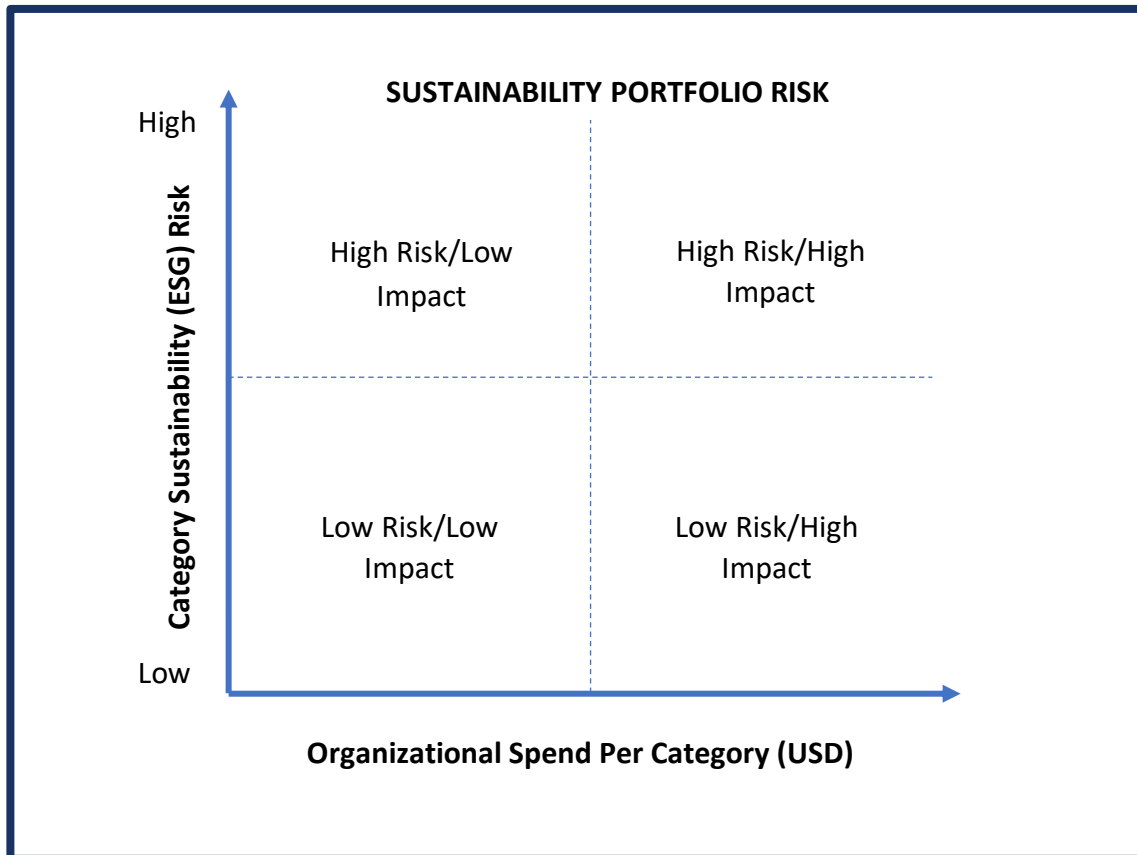 SUSTAINABILITY PORTFOLIO RISK
High
Category Sustainability (ESG) Risk
High Risk/Low
Impact
High Risk/High
Impact
Low Risk/Low
Impact
Low Risk/High
Impact
Low
Organizational Spend Per Category (USD)